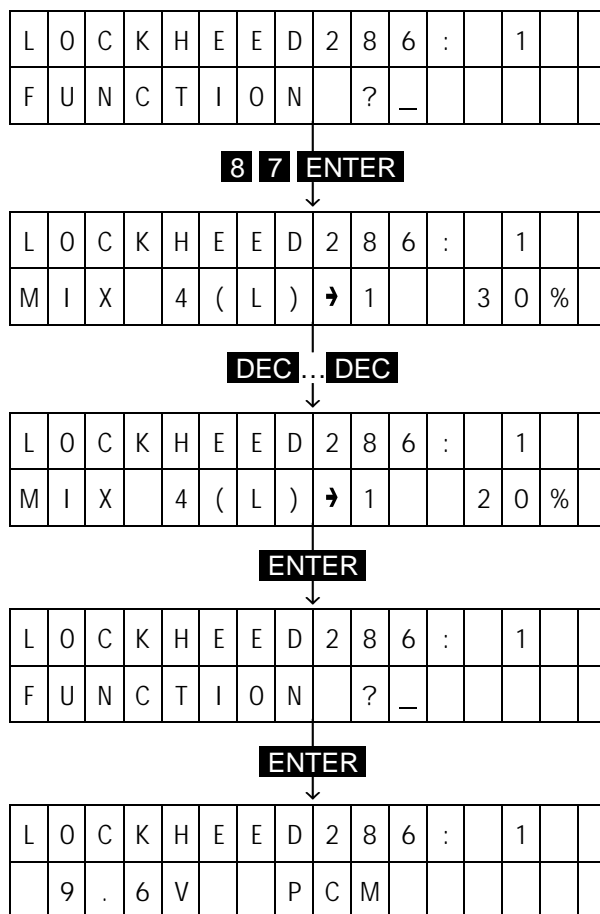 LOCKHEED286: 1
FUNCTION ?_
8 7 ENTER
LOCKHEED286: 1
MIX 4(L)→1 30%
DEC...DEC
LOCKHEED286: 1
MIX 4(L)→1 20%
ENTER
LOCKHEED286: 1
FUNCTION ?_
ENTER
LOCKHEED286: 1
9.6V PCM